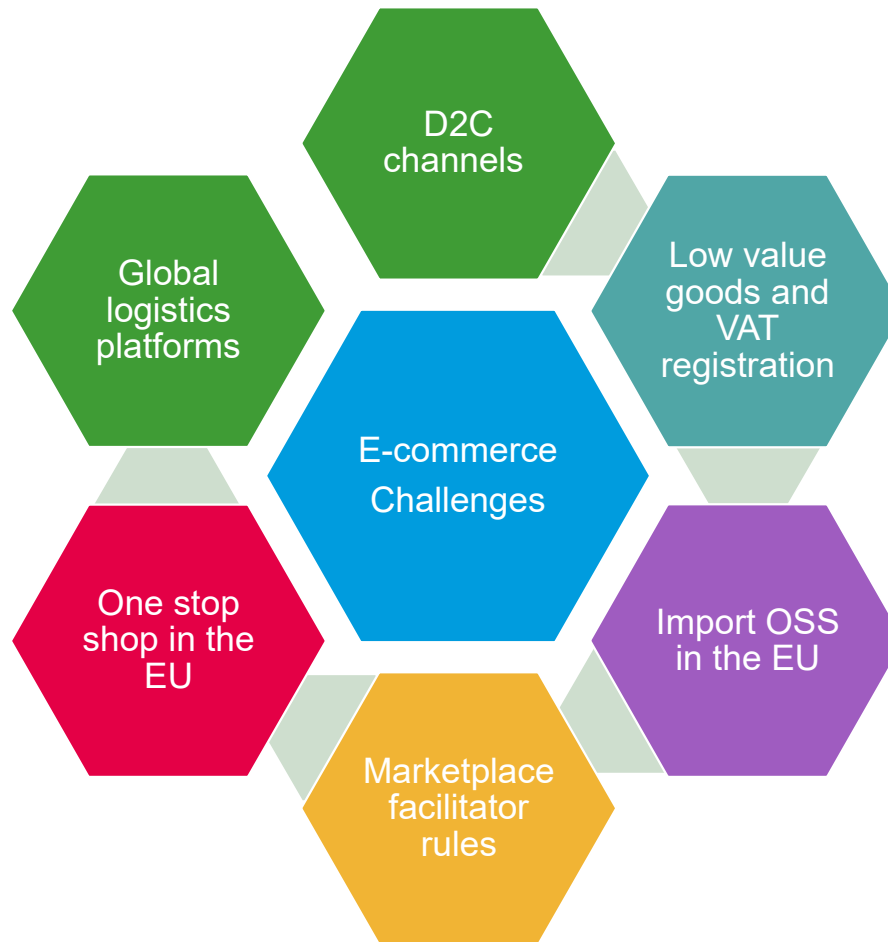 D2C
channels
Low value
goods and
VAT
registration
Import OSS
in the EU
Marketplace
facilitator
rules
One stop
shop in the
EU
Global
logistics
platforms
E-commerce
Challenges